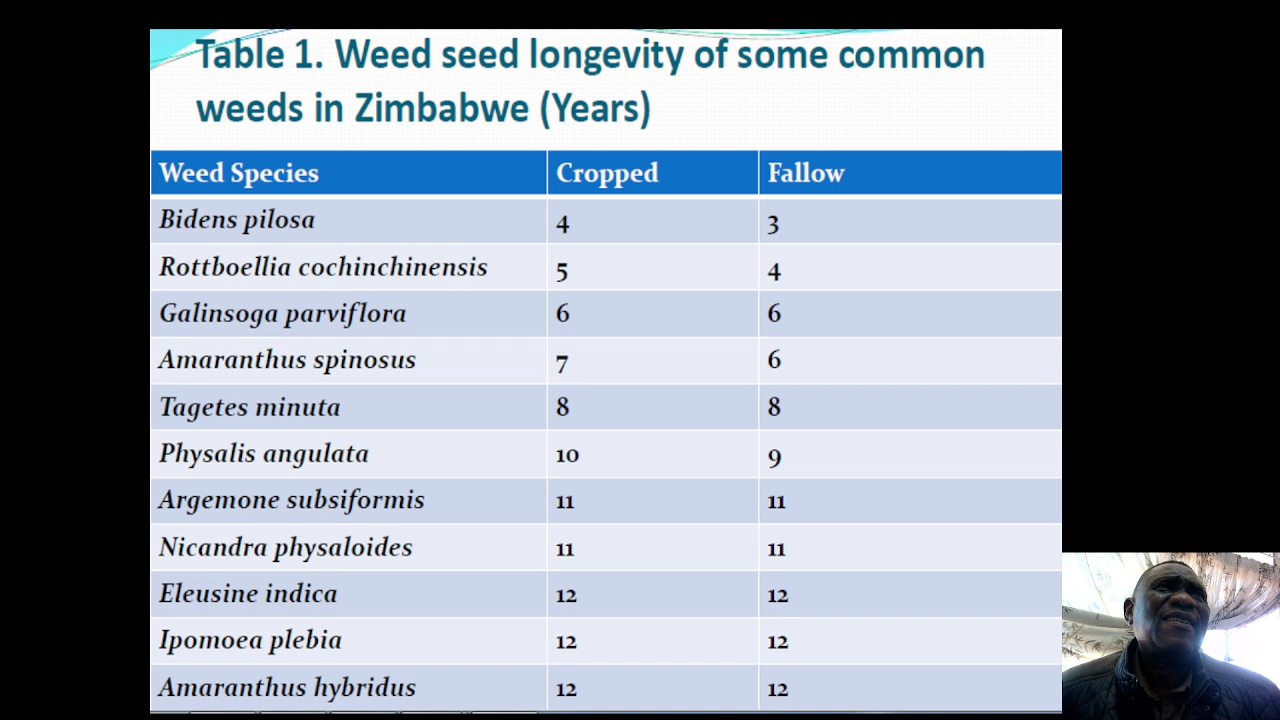 Table 1. Weed seed longevity of some common
weeds in Zimbabwe (Years)
Weed Species Cropped Fallow
Bidens pilosa 4 3
Rottboellia cochinchinensis 5 4
Galinsoga parviflora 6 6
Amaranthus spinosus 7 6
Tagetes minuta 8 8
Physalis angulata 10 9
Argemone subsiformis 11 11
Nicandra physaloides 11 11
Eleusine indica 12 12
Ipomoea plebia 12 12
Amaranthus hybridus 12 12